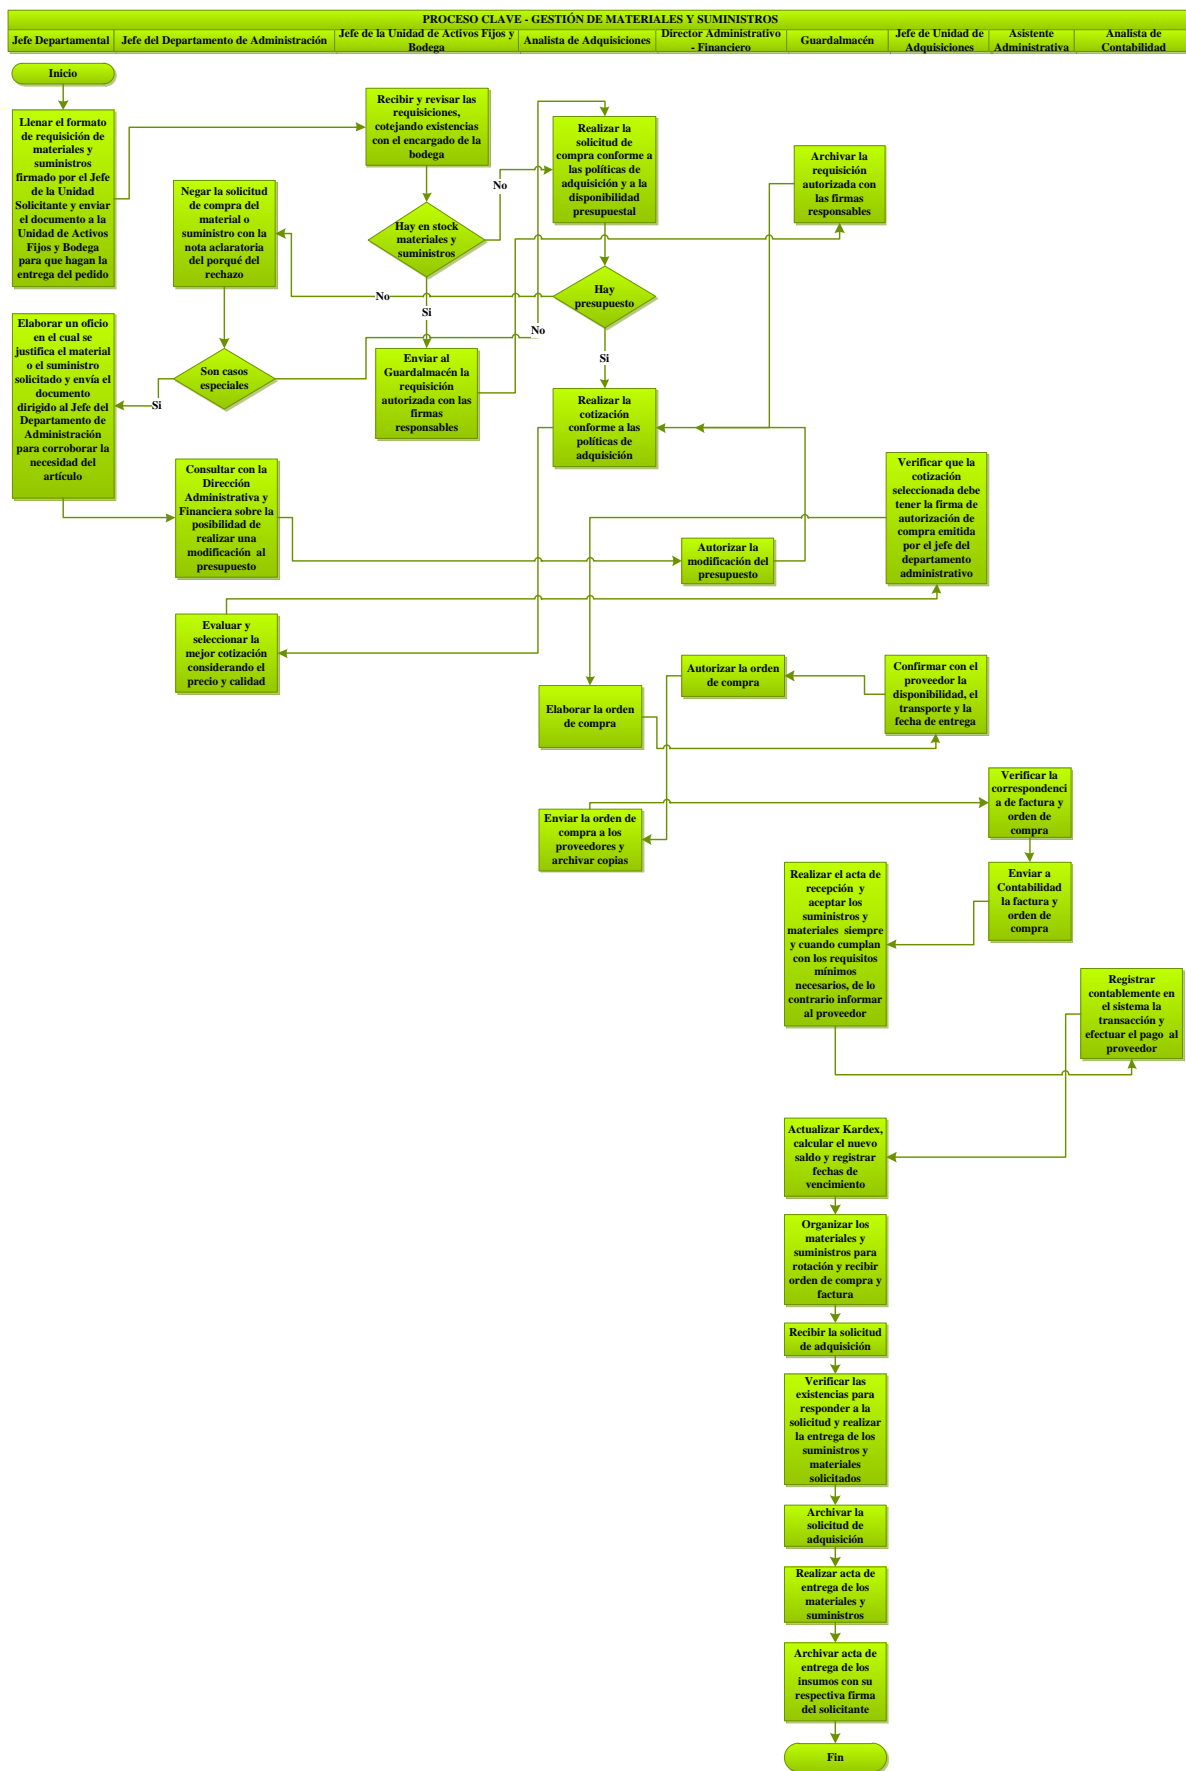 PROCESO CLAVE - GESTIÓN DE MATERIALES Y SUMINISTROS
Jefe Departamental
Jefe del Departamento de Administración
Jefe de la Unidad de Activos Fijos y
Bodega
Analista de Adquisiciones
Director Administrativo
- Financiero
Guardalmacén
Jefe de Unidad de
Adquisiciones
Asistente
Administrativa
Analista de
Contabilidad
Inicio
Llenar el formato
de requisición de
materiales y
suministros
firmado por el Jefe
de la Unidad
Solicitante y enviar
el documento a la
Unidad de Activos
Fijos y Bodega
para que hagan la
entrega del pedido
Recibir y revisar las
requisiciones,
cotejando existencias
con el encargado de la
bodega
Realizar la
solicitud de
compra conforme a
las políticas de
adquisición y a la
disponibilidad
presupuestal
Archivar la
requisición
autorizada con
las firmas
responsables
Negar la solicitud
de compra del
material o
suministro con la
nota aclaratoria
del porqué del
rechazo
No
Hay en stock
materiales y
suministros
Hay
presupuesto
No
Si
No
Si
Elaborar un oficio
en el cual se
justifica el material
o el suministro
solicitado y envía el
documento
dirigido al Jefe del
Departamento de
Administración
para corroborar la
necesidad del
artículo
Son casos
especiales
Si
Enviar al
Guardalmacén la
requisición
autorizada con las
firmas
responsables
Realizar la
cotización
conforme a las
políticas de
adquisición
Consultar con la
Dirección
Administrativa y
Financiera sobre la
posibilidad de
realizar una
modificación al
presupuesto
Autorizar la
modificación del
presupuesto
Verificar que la
cotización
seleccionada debe
tener la firma de
autorización de
compra emitida
por el jefe del
departamento
administrativo
Evaluar y
seleccionar la
mejor cotización
considerando el
precio y calidad
Elaborar la orden
de compra
Autorizar la orden
de compra
Confirmar con el
proveedor la
disponibilidad, el
transporte y la
fecha de entrega
Enviar la orden de
compra a los
proveedores y
archivar copias
Verificar la
correspondenci
a de factura y
orden de
compra
Enviar a
Contabilidad
la factura y
orden de
compra
Realizar el acta de
recepción y
aceptar los
suministros y
materiales siempre
y cuando cumplan
con los requisitos
mínimos
necesarios, de lo
contrario informar
al proveedor
Registrar
contablemente en
el sistema la
transacción y
efectuar el pago al
proveedor
Actualizar Kardex,
calcular el nuevo
saldo y registrar
fechas de
vencimiento
Organizar los
materiales y
suministros para
rotación y recibir
orden de compra y
factura
Recibir la solicitud
de adquisición
Verificar las
existencias para
responder a la
solicitud y realizar
la entrega de los
suministros y
materiales
solicitados
Archivar la
solicitud de
adquisición
Realizar acta de
entrega de los
materiales y
suministros
Archivar acta de
entrega de los
insumos con su
respectiva firma
del solicitante
Fin